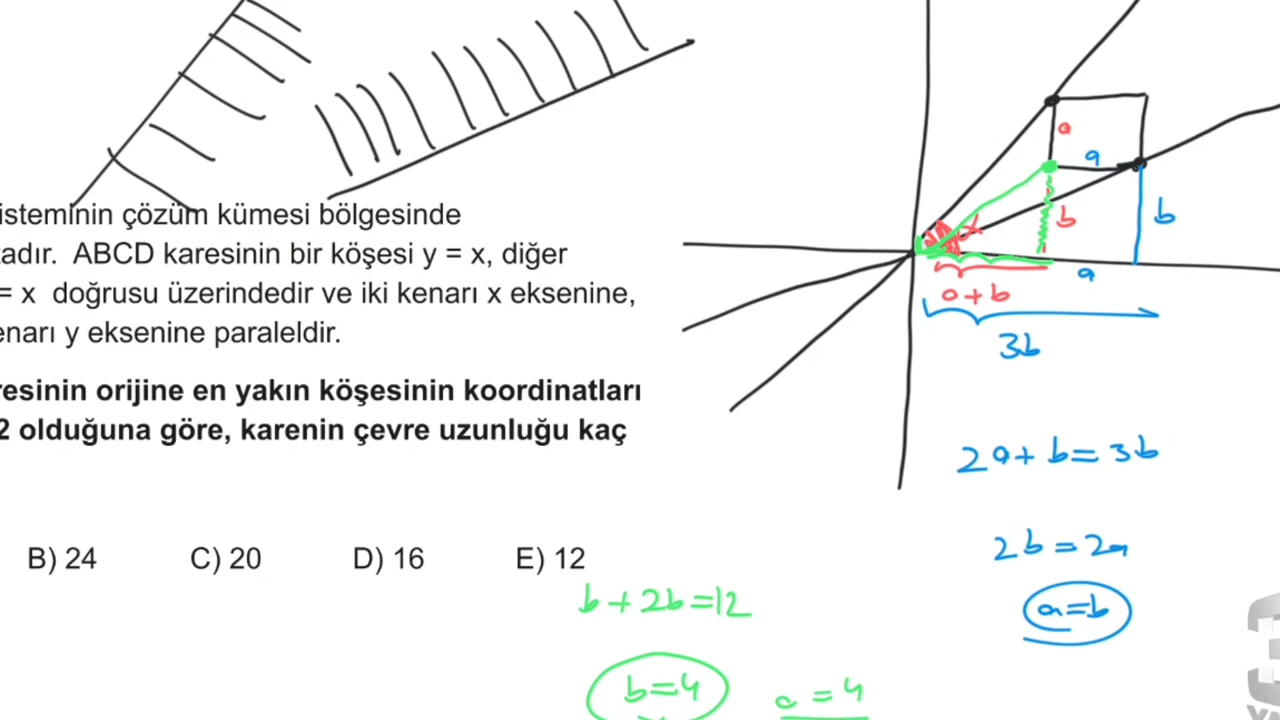 isteminin çözüm kümesi bölgesinde
tadır. ABCD karesinin bir köşesi y = x, diğer
= x doğrusu üzerindedir ve iki kenarı x eksenine,
enarı y eksenine paraleldir.
resinin orijine en yakın köşesinin koordinatları
2 olduğuna göre, karenin çevre uzunluğu kaç
B) 24 C) 20 D) 16 E) 12
a
a
b
b
a
a+b
3b
2a+b=3b
2b=2a
a=b
b+2b=12
b=4
a=4